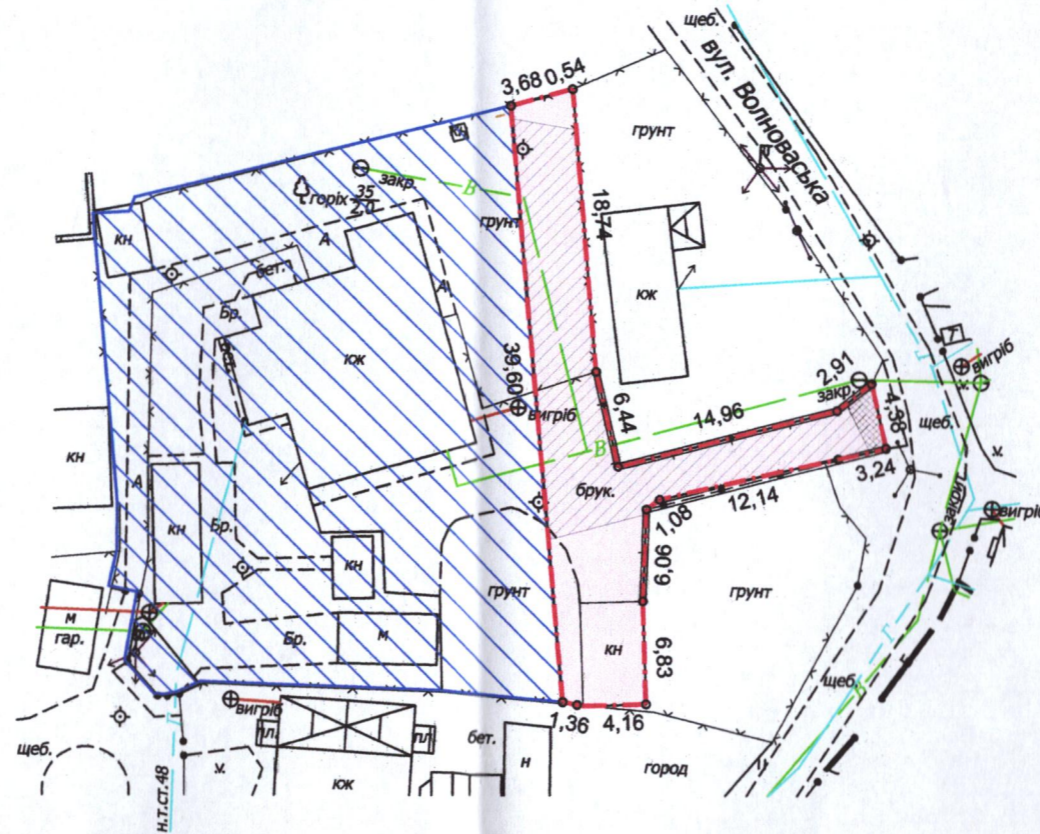 щеб.
вул. Волноваська
3,68 0,54
кн
грунт
закр.
В
горіх 35
2,0
грунт
18,74
кн
А
бет.
А
Бр.
кж
кж
39,60
вигріб
2,91
закр.
вигріб
6,44
14,96
4,38
щеб.
г
В
3,24
кн
А
брук.
12,14
закрит.
вигріб
Бр.
кн
1,08
6,06
кн
грунт
грунт
м
гар.
Бр.
м
кн
6,83
щеб.
В
г
вигріб
1,36 4,16
щеб.
пл.
пл.
бет.
н
город
к.
кж
н.т.ст.48